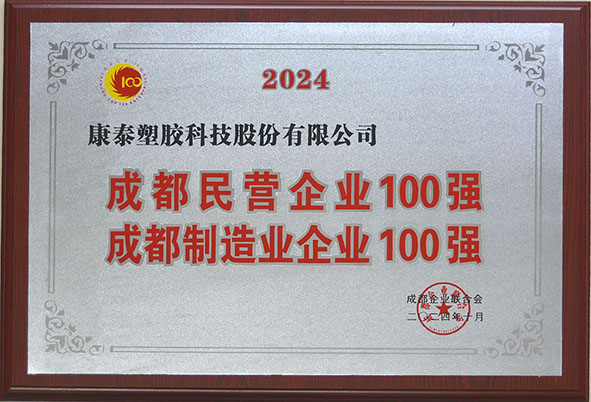 2024
100
康泰塑胶科技股份有限公司
成都民营企业100强
成都制造业企业100强
成都企业联合会
二〇二四年十月